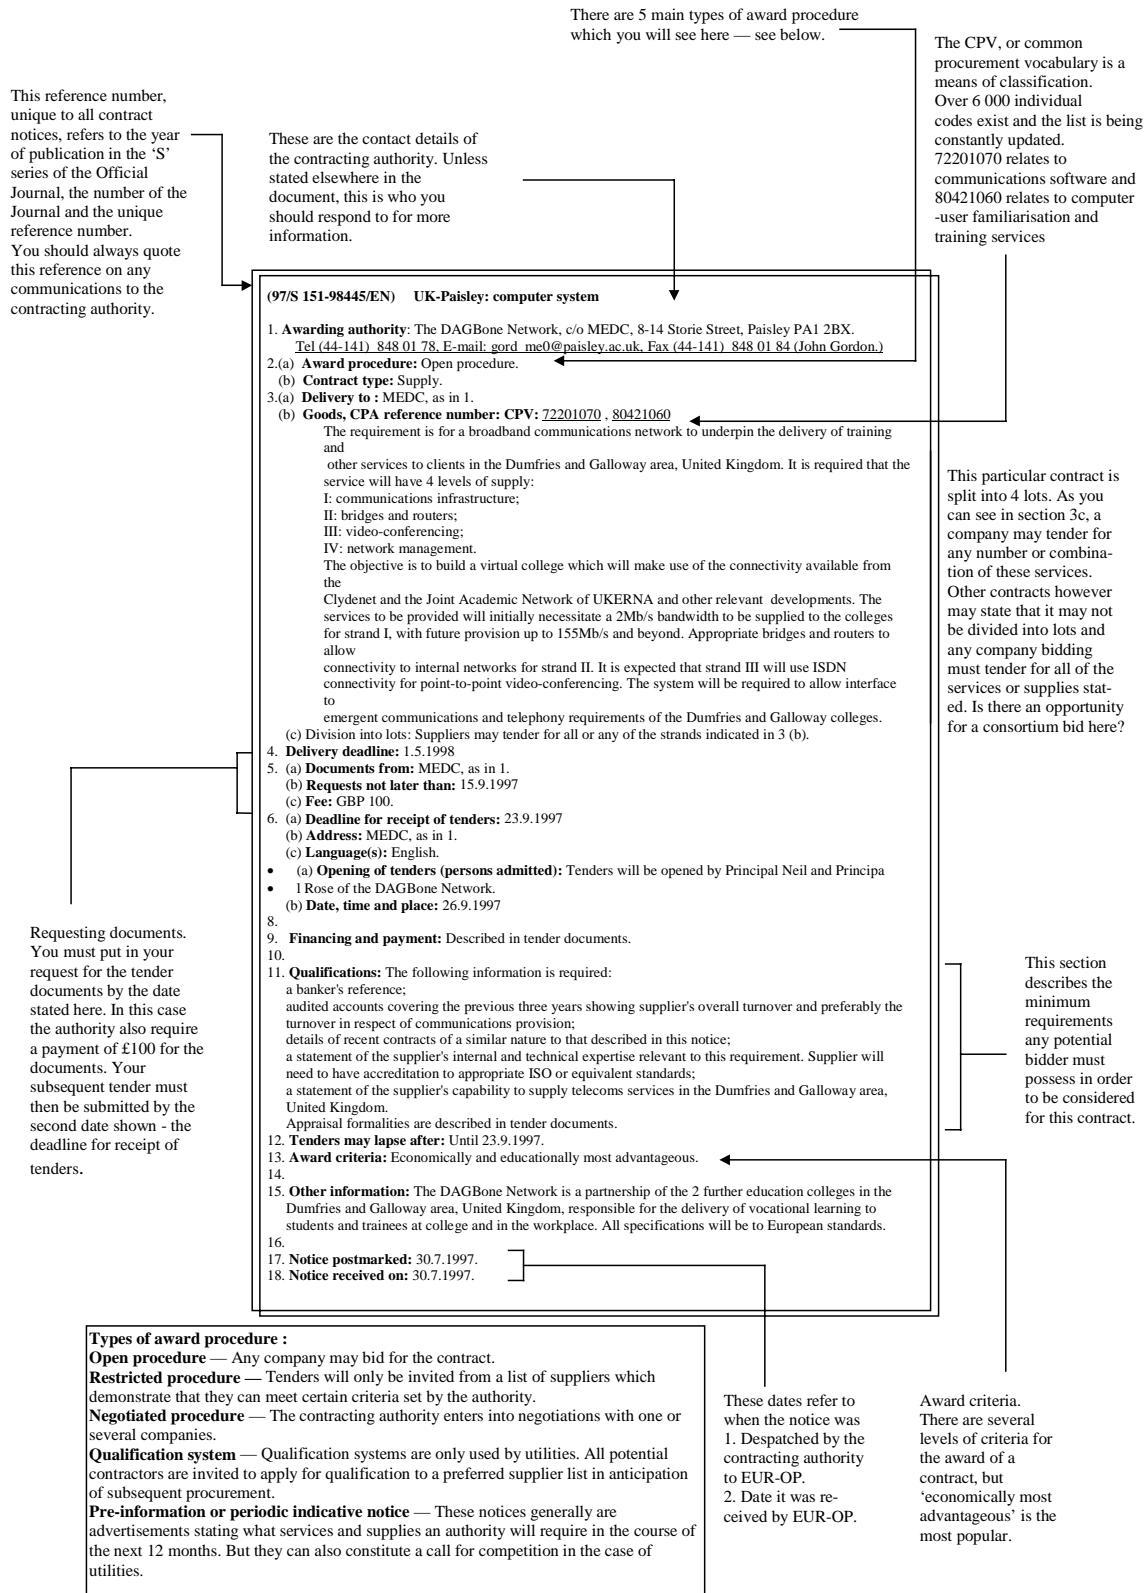 There are 5 main types of award procedure
which you will see here — see below.
The CPV, or common
procurement vocabulary is a
means of classification.
Over 6 000 individual
codes exist and the list is being
constantly updated.
72201070 relates to
communications software and
80421060 relates to computer
-user familiarisation and
training services
This reference number,
unique to all contract
notices, refers to the year
of publication in the ‘S’
series of the Official
Journal, the number of the
Journal and the unique
reference number.
You should always quote
this reference on any
communications to the
contracting authority.
These are the contact details of
the contracting authority. Unless
stated elsewhere in the
document, this is who you
should respond to for more
information.
(97/S 151-98445/EN) UK-Paisley: computer system
1. Awarding authority: The DAGBone Network, c/o MEDC, 8-14 Storie Street, Paisley PA1 2BX.
Tel (44-141) 848 01 78, E-mail: gord_me0@paisley.ac.uk, Fax (44-141) 848 01 84 (John Gordon.)
2.(a) Award procedure: Open procedure.
(b) Contract type: Supply.
3.(a) Delivery to : MEDC, as in 1.
(b) Goods, CPA reference number: CPV: 72201070 , 80421060
The requirement is for a broadband communications network to underpin the delivery of training
and
other services to clients in the Dumfries and Galloway area, United Kingdom. It is required that the
service will have 4 levels of supply:
I: communications infrastructure;
II: bridges and routers;
III: video-conferencing;
IV: network management.
The objective is to build a virtual college which will make use of the connectivity available from
the
Clydenet and the Joint Academic Network of UKERNA and other relevant developments. The
services to be provided will initially necessitate a 2Mb/s bandwidth to be supplied to the colleges
for strand I, with future provision up to 155Mb/s and beyond. Appropriate bridges and routers to
allow
connectivity to internal networks for strand II. It is expected that strand III will use ISDN
connectivity for point-to-point video-conferencing. The system will be required to allow interface
to
emergent communications and telephony requirements of the Dumfries and Galloway colleges.
(c) Division into lots: Suppliers may tender for all or any of the strands indicated in 3 (b).
4. Delivery deadline: 1.5.1998
5. (a) Documents from: MEDC, as in 1.
(b) Requests not later than: 15.9.1997
(c) Fee: GBP 100.
6. (a) Deadline for receipt of tenders: 23.9.1997
(b) Address: MEDC, as in 1.
(c) Language(s): English.
• (a) Opening of tenders (persons admitted): Tenders will be opened by Principal Neil and Principa
• l Rose of the DAGBone Network.
(b) Date, time and place: 26.9.1997
8.
9. Financing and payment: Described in tender documents.
10.
11. Qualifications: The following information is required:
a banker's reference;
audited accounts covering the previous three years showing supplier's overall turnover and preferably the
turnover in respect of communications provision;
details of recent contracts of a similar nature to that described in this notice;
a statement of the supplier's internal and technical expertise relevant to this requirement. Supplier will
need to have accreditation to appropriate ISO or equivalent standards;
a statement of the supplier's capability to supply telecoms services in the Dumfries and Galloway area,
United Kingdom.
Appraisal formalities are described in tender documents.
12. Tenders may lapse after: Until 23.9.1997.
13. Award criteria: Economically and educationally most advantageous.
14.
15. Other information: The DAGBone Network is a partnership of the 2 further education colleges in the
Dumfries and Galloway area, United Kingdom, responsible for the delivery of vocational learning to
students and trainees at college and in the workplace. All specifications will be to European standards.
16.
17. Notice postmarked: 30.7.1997.
18. Notice received on: 30.7.1997.
This particular contract is
split into 4 lots. As you
can see in section 3c, a
company may tender for
any number or combina-
tion of these services.
Other contracts however
may state that it may not
be divided into lots and
any company bidding
must tender for all of the
services or supplies stat-
ed. Is there an opportunity
for a consortium bid here?
Requesting documents.
You must put in your
request for the tender
documents by the date
stated here. In this case
the authority also require
a payment of £100 for the
documents. Your
subsequent tender must
then be submitted by the
second date shown - the
deadline for receipt of
tenders.
This section
describes the
minimum
requirements
any potential
bidder must
possess in order
to be considered
for this contract.
Types of award procedure :
Open procedure — Any company may bid for the contract.
Restricted procedure — Tenders will only be invited from a list of suppliers which
demonstrate that they can meet certain criteria set by the authority.
Negotiated procedure — The contracting authority enters into negotiations with one or
several companies.
Qualification system — Qualification systems are only used by utilities. All potential
contractors are invited to apply for qualification to a preferred supplier list in anticipation
of subsequent procurement.
Pre-information or periodic indicative notice — These notices generally are
advertisements stating what services and supplies an authority will require in the course of
the next 12 months. But they can also constitute a call for competition in the case of
utilities.
These dates refer to
when the notice was
1. Despatched by the
contracting authority
to EUR-OP.
2. Date it was re-
ceived by EUR-OP.
Award criteria.
There are several
levels of criteria for
the award of a
contract, but
‘economically most
advantageous’ is the
most popular.